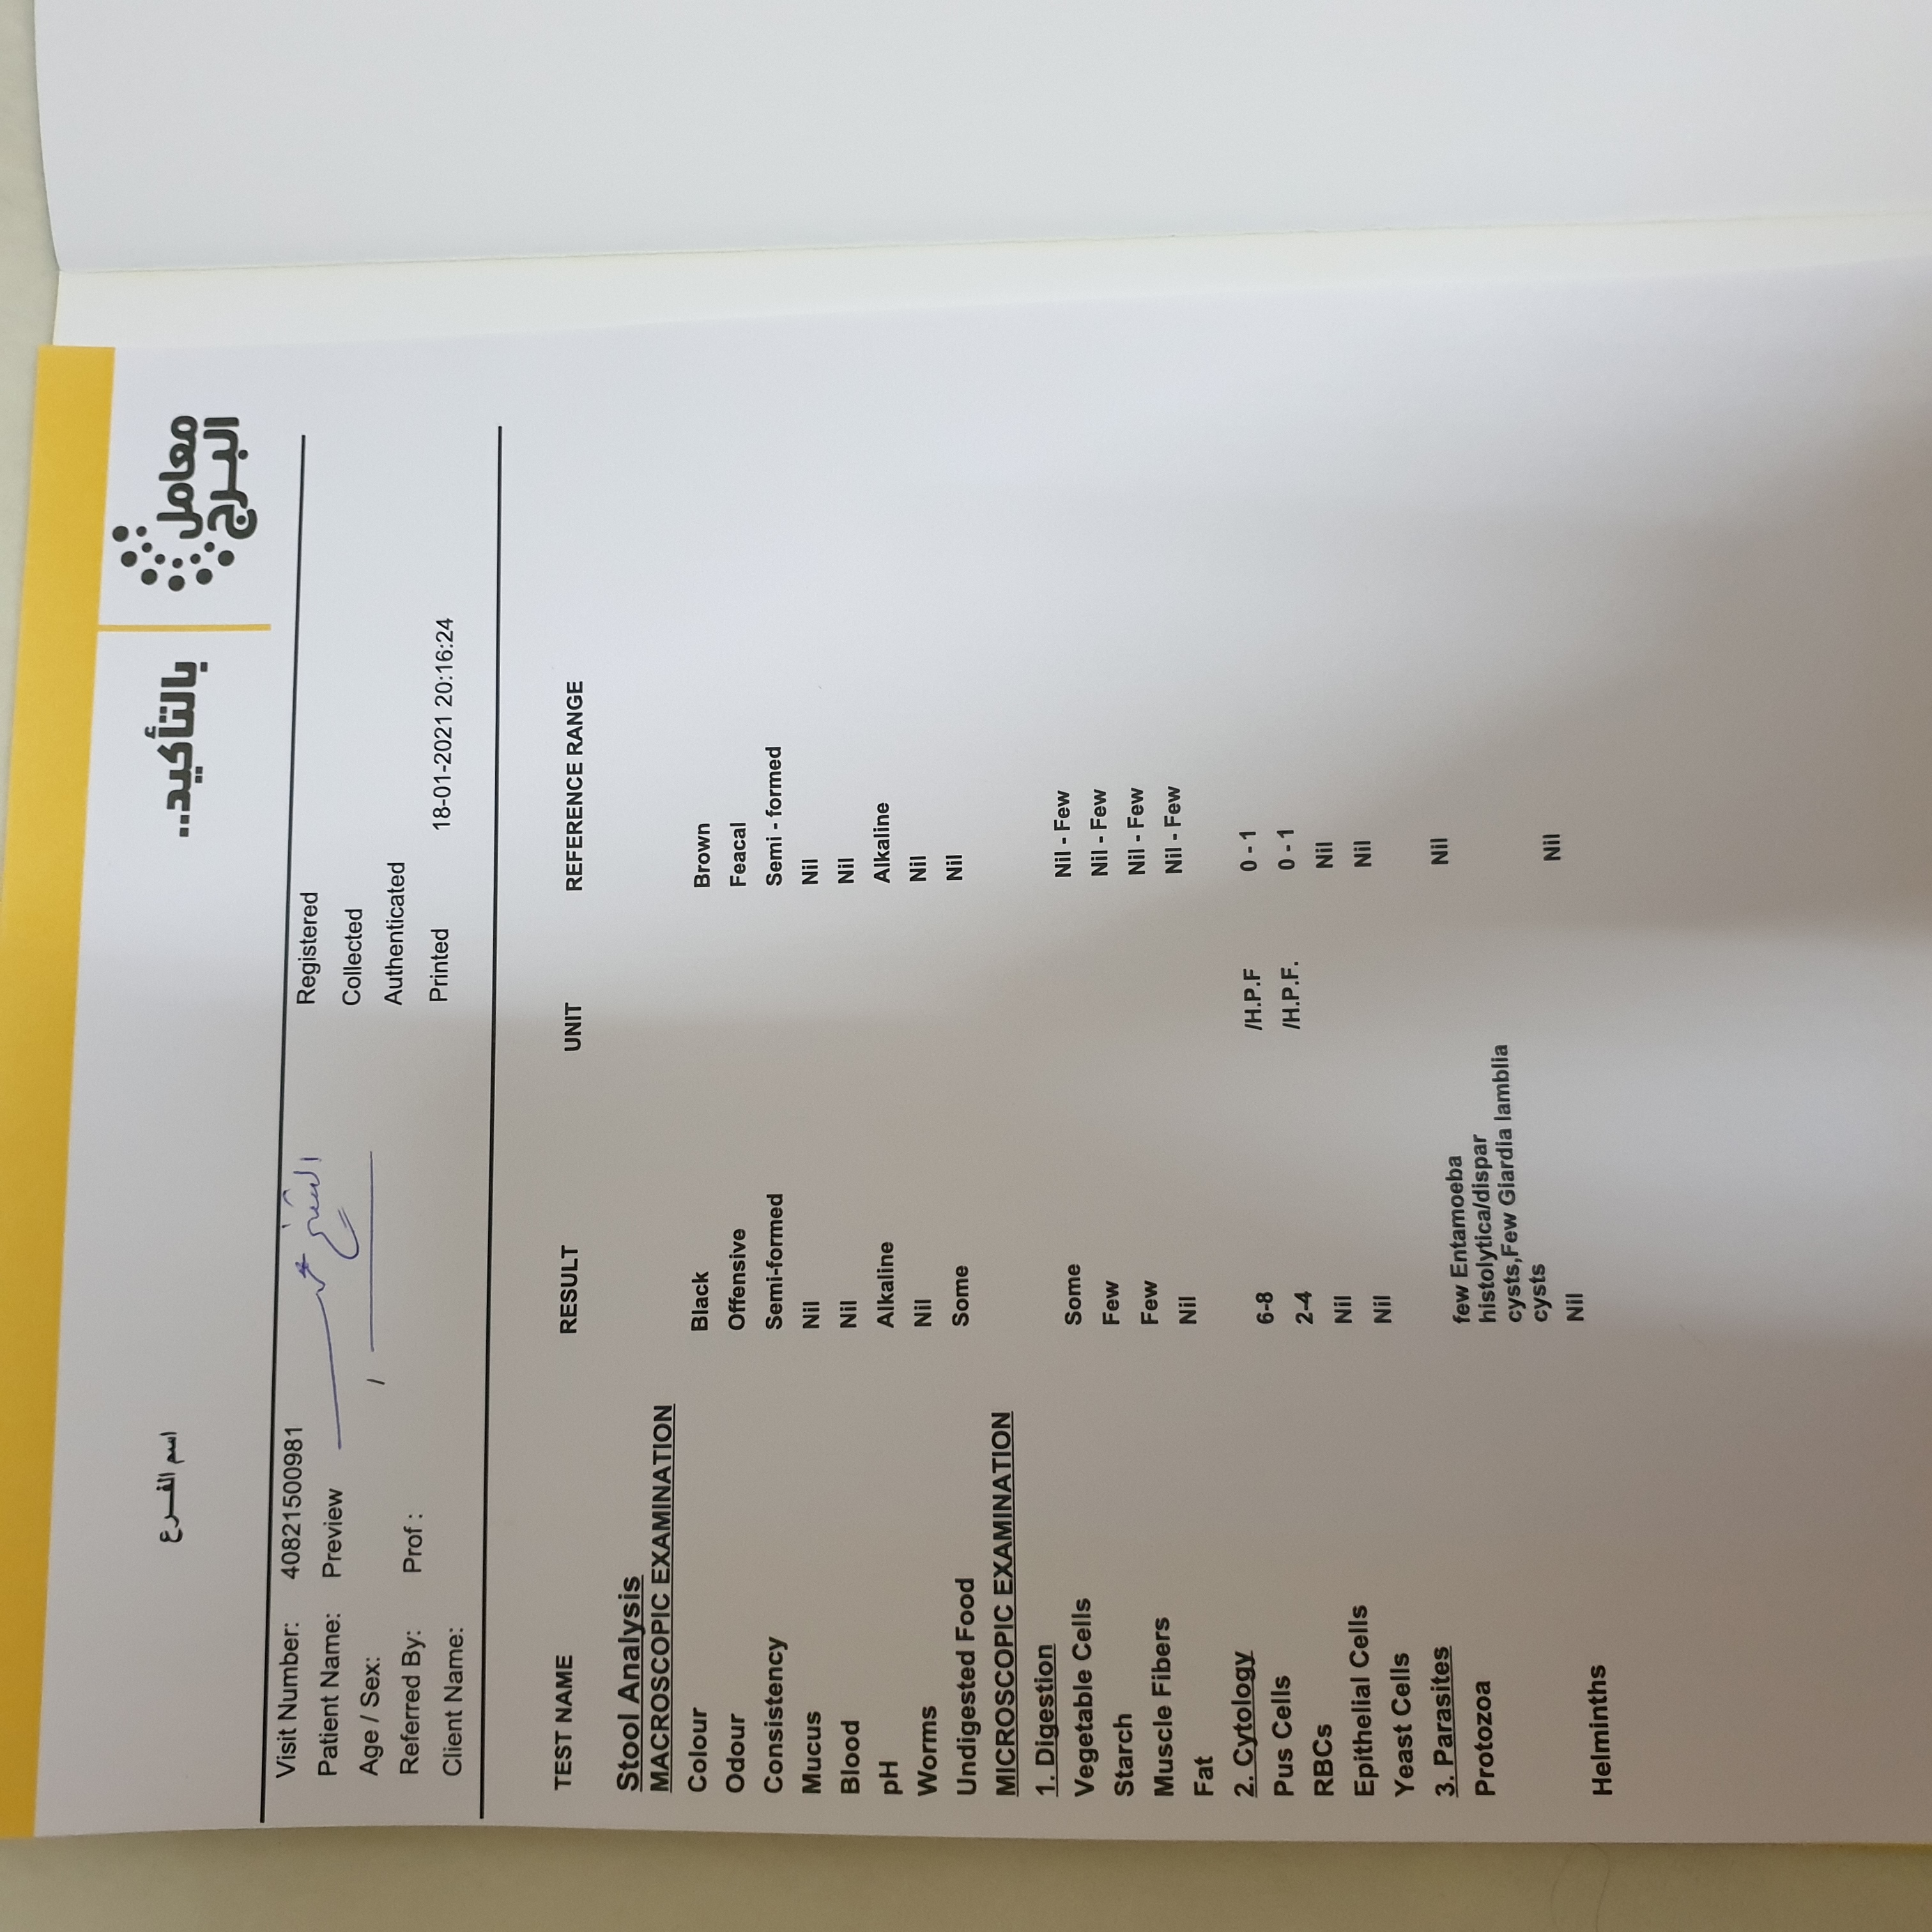 معامل
البرج
بالتأكيد..
اسم الفرع
Visit Number: 40821500981
Registered
Patient Name: Preview الشيخ
Collected
Age / Sex: /
Authenticated
Referred By: Prof :
Printed 18-01-2021 20:16:24
Client Name:
TEST NAME RESULT UNIT REFERENCE RANGE
Stool Analysis
MACROSCOPIC EXAMINATION
Colour Black Brown
Odour Offensive Feacal
Consistency Semi-formed Semi - formed
Mucus Nil Nil
Blood Nil Nil
pH Alkaline Alkaline
Worms Nil Nil
Undigested Food Some Nil
MICROSCOPIC EXAMINATION
1. Digestion
Vegetable Cells Some Nil - Few
Starch Few Nil - Few
Muscle Fibers Few Nil - Few
Fat Nil Nil - Few
2. Cytology
Pus Cells 6-8 /H.P.F 0 - 1
RBCs 2-4 /H.P.F. 0 - 1
Epithelial Cells Nil Nil
Yeast Cells Nil Nil
3. Parasites
Protozoa few Entamoeba Nil
histolytica/dispar
cysts,Few Giardia lamblia
cysts
Helminths Nil Nil